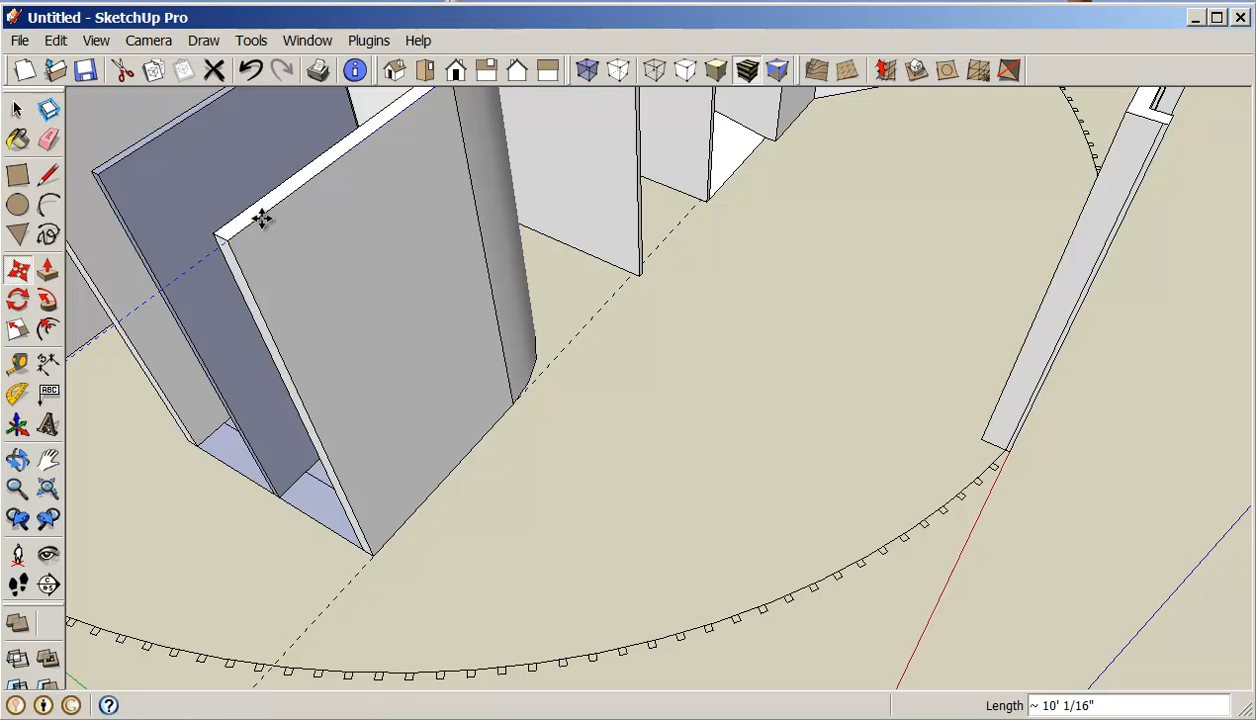 Untitled - SketchUp Pro
File Edit View Camera Draw Tools Window Plugins Help
ABC
Length ~ 10' 1/16"